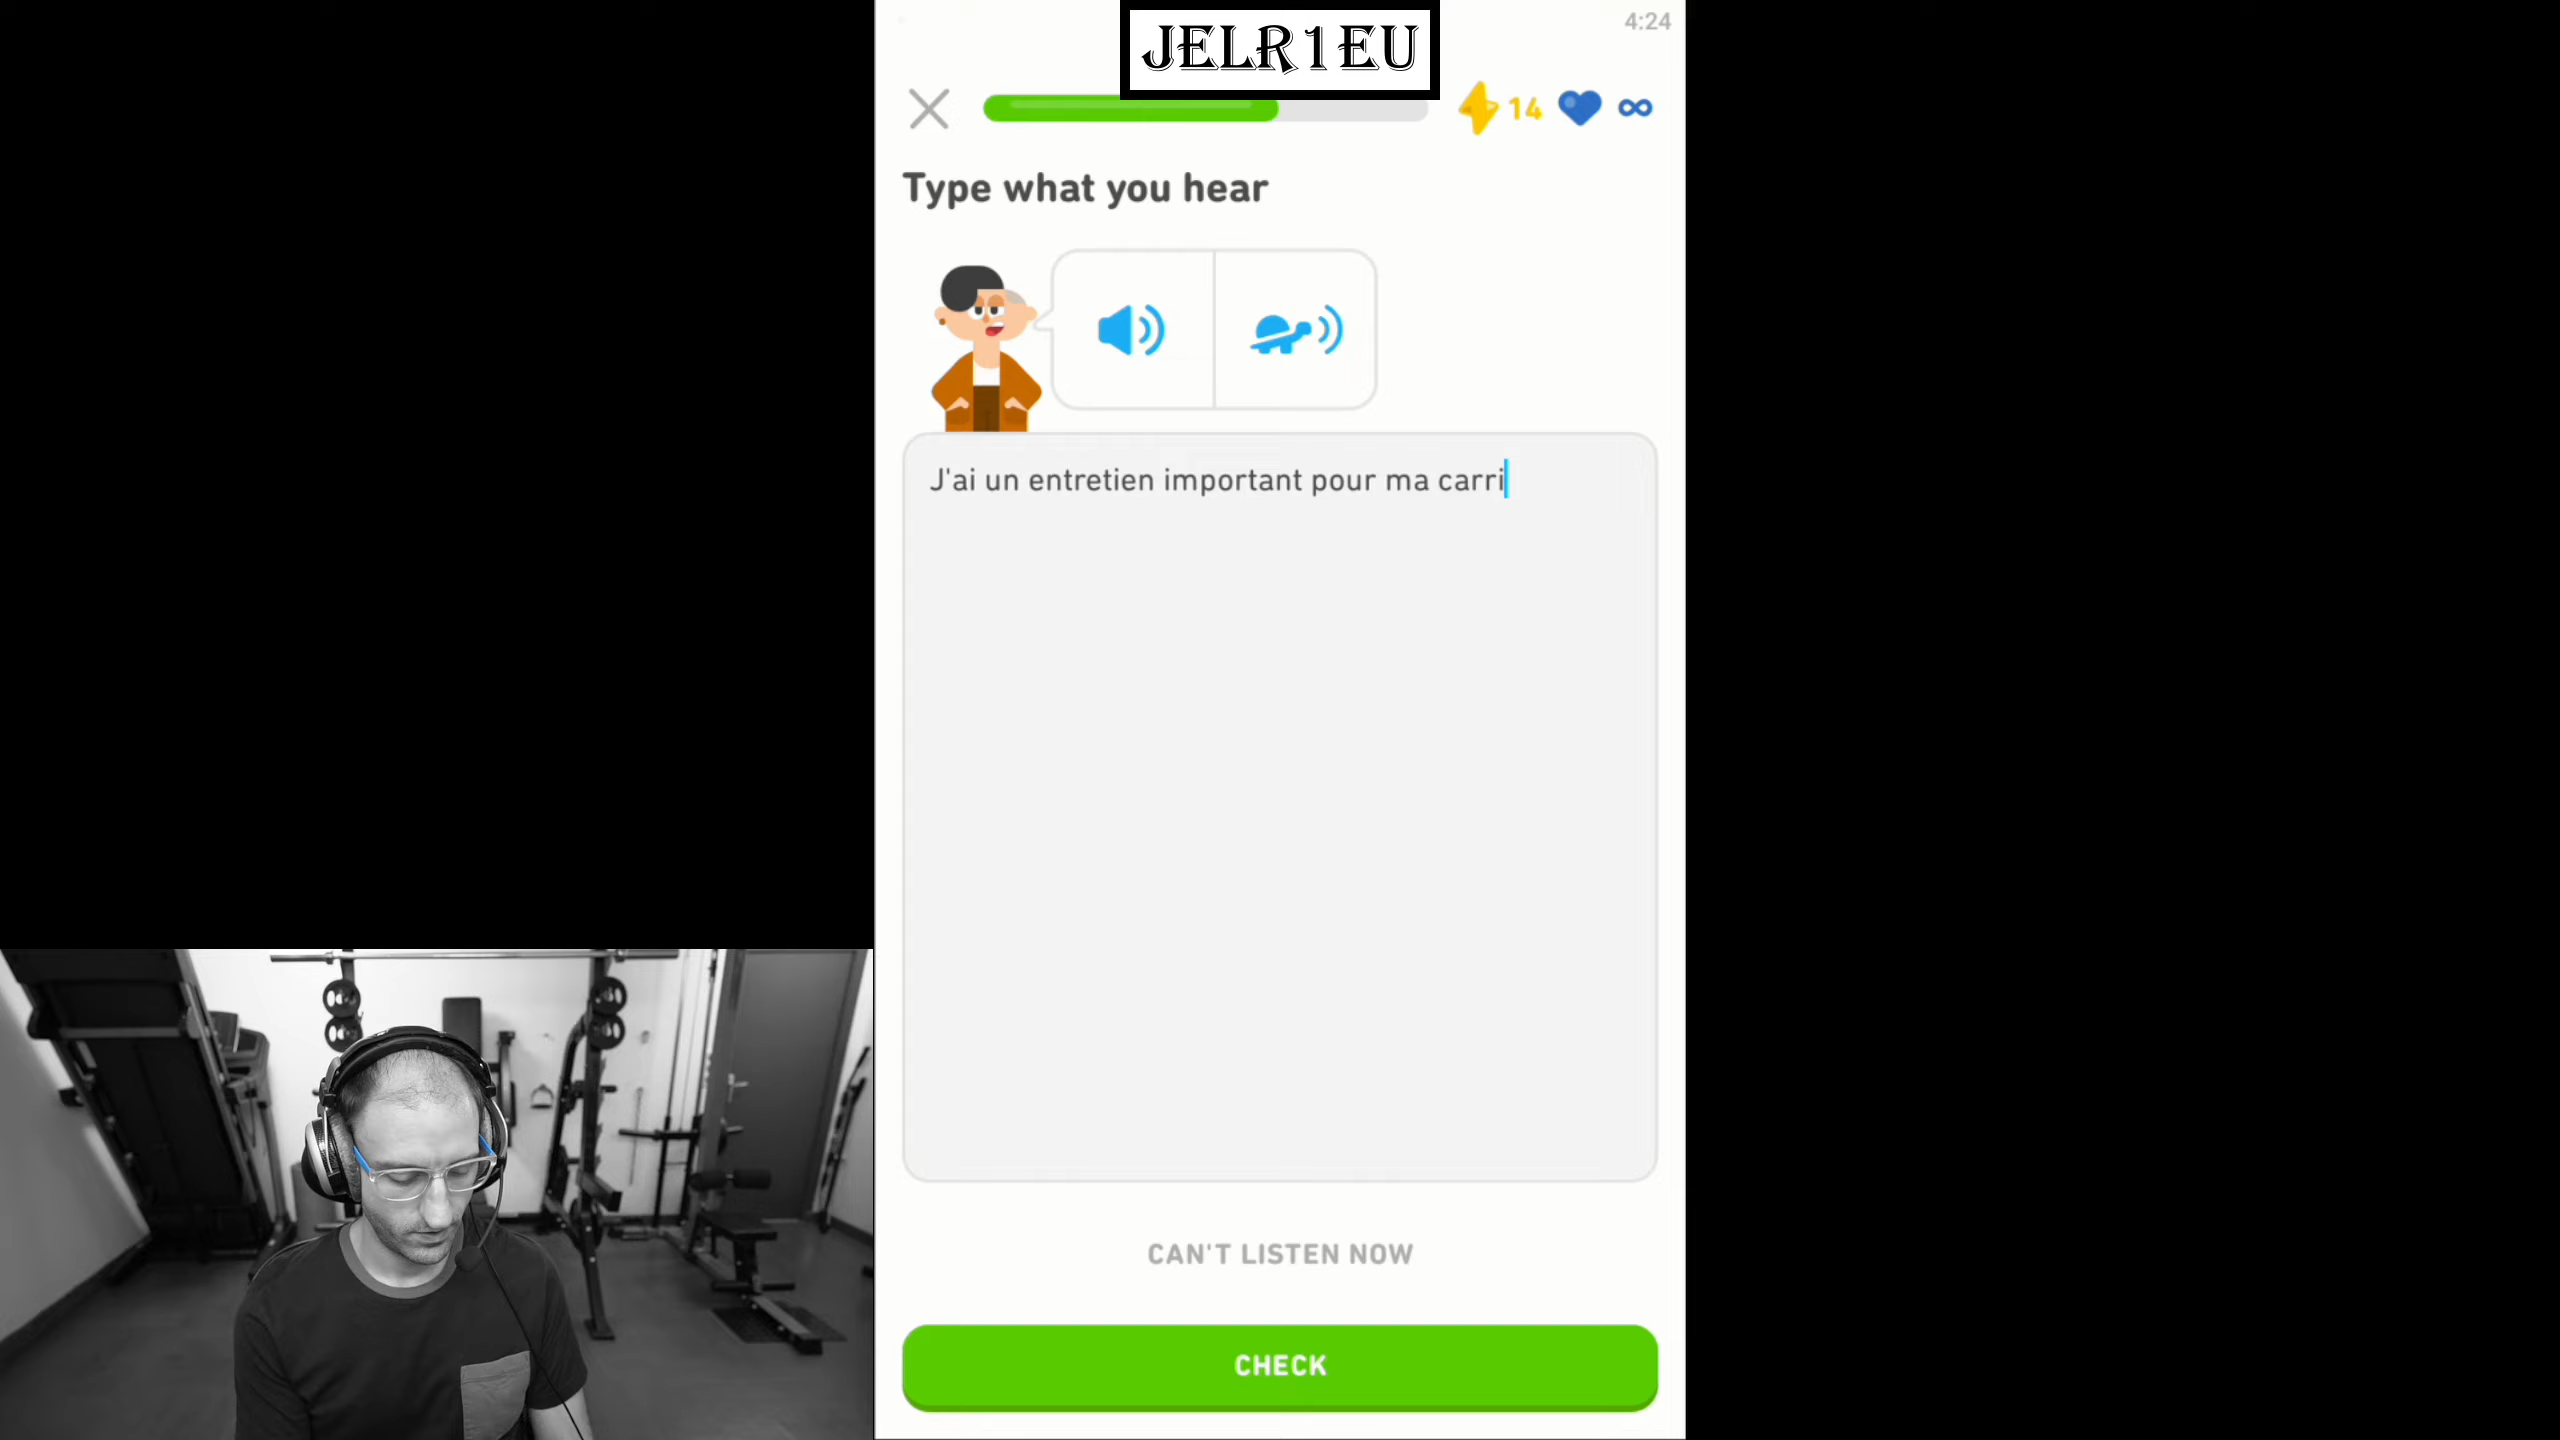 JELR1EU
4:24
14 ∞
Type what you hear
J'ai un entretien important pour ma carri
CAN'T LISTEN NOW
CHECK